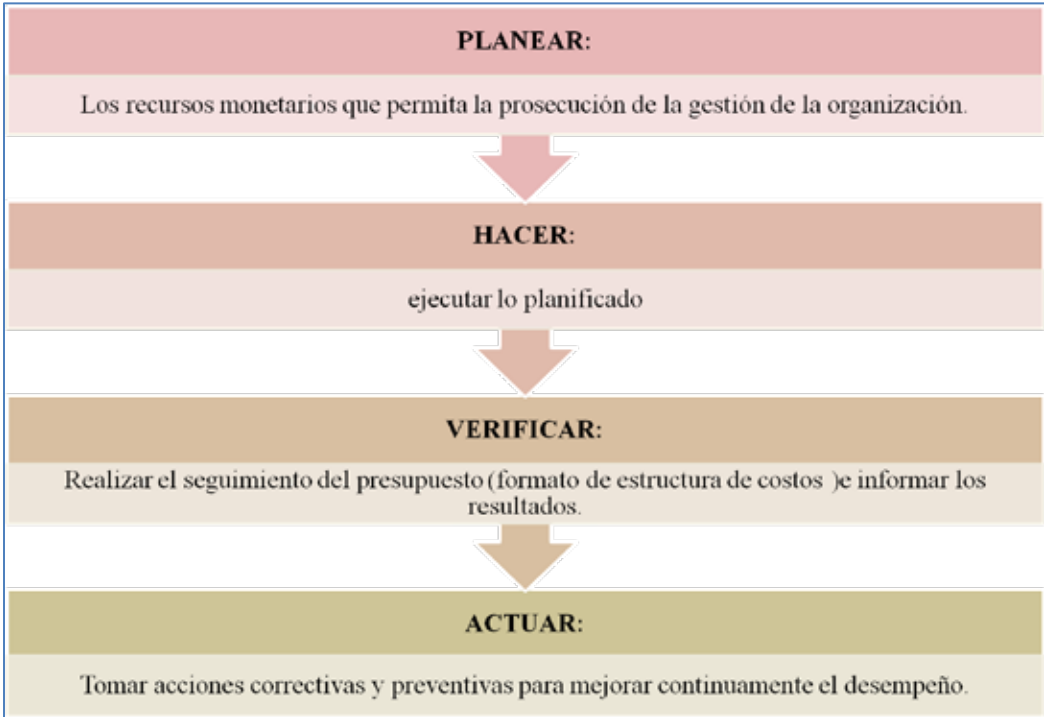 PLANEAR:
Los recursos monetarios que permita la prosecución de la gestión de la organización.
HACER:
ejecutar lo planificado
VERIFICAR:
Realizar el seguimiento del presupuesto (formato de estructura de costos )e informar los
resultados.
ACTUAR:
Tomar acciones correctivas y preventivas para mejorar continuamente el desempeño.